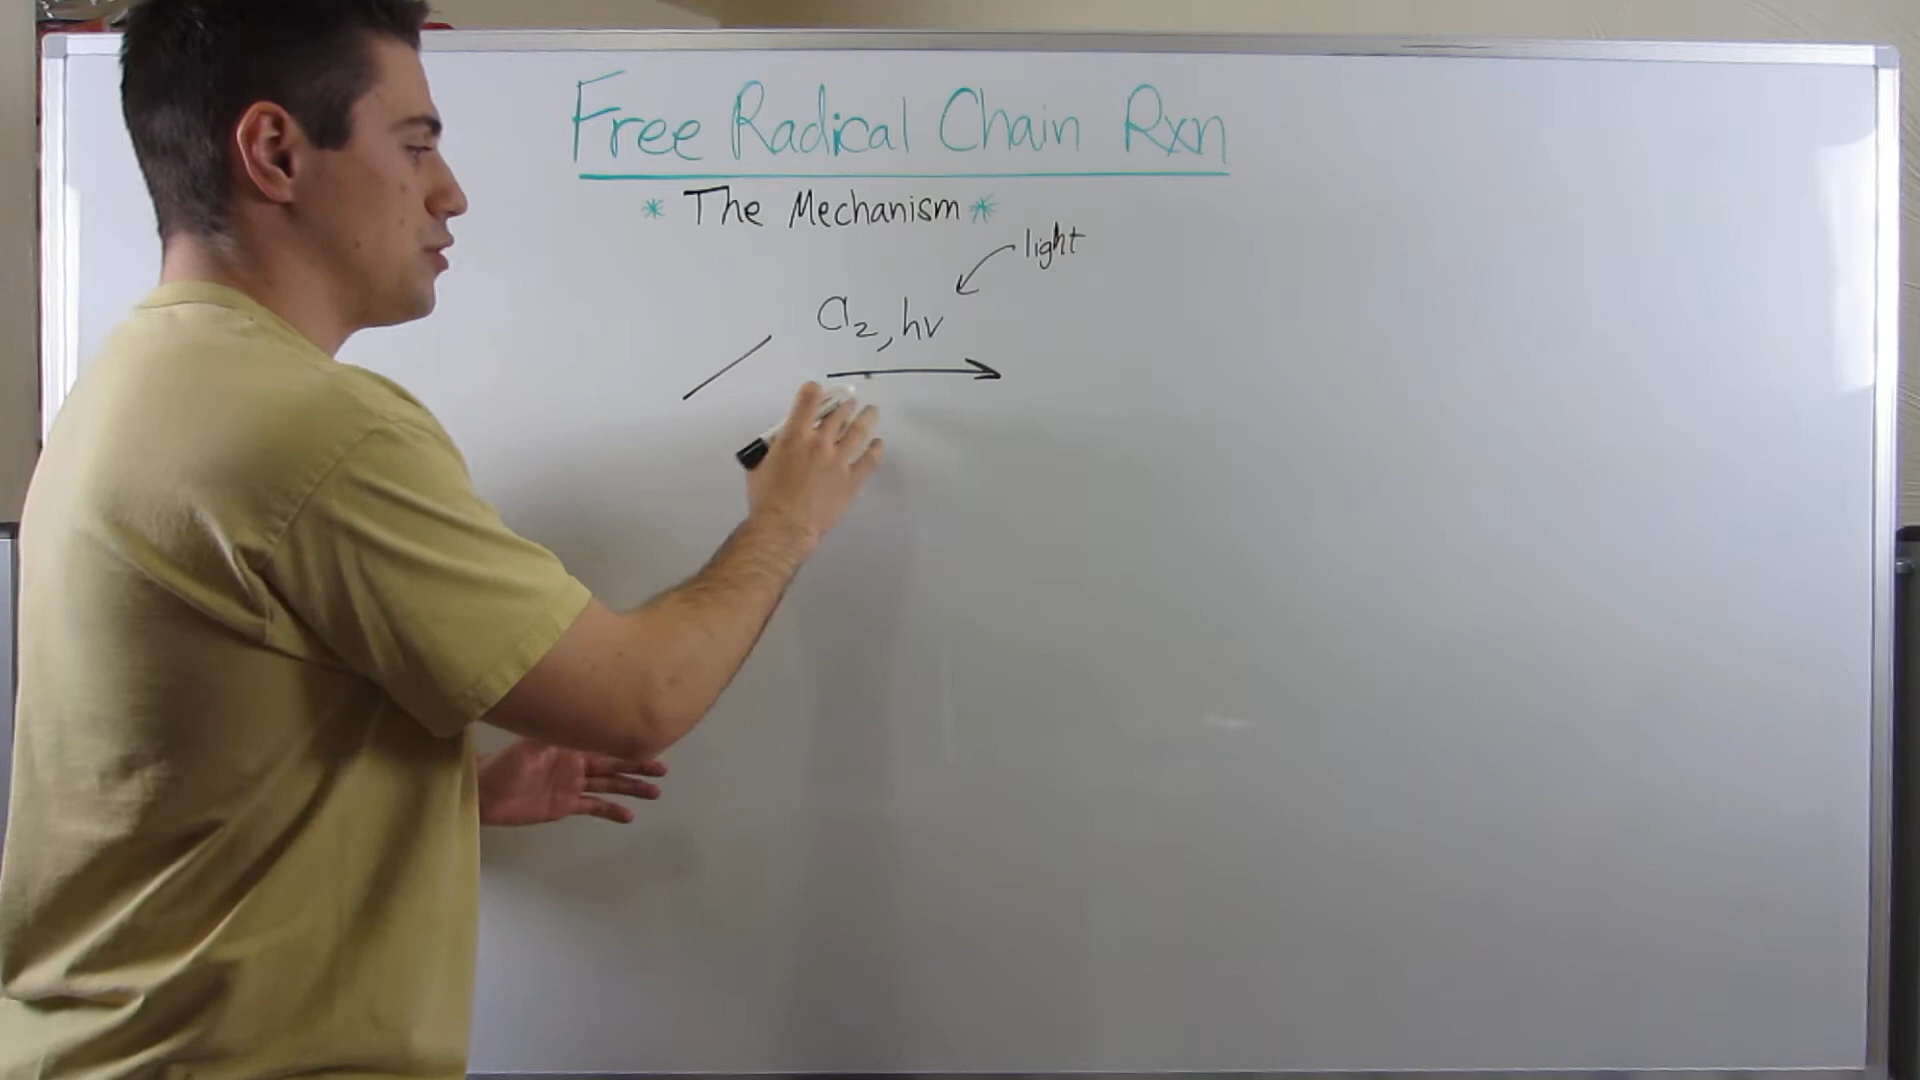 Free Radical Chain Rxn
* The Mechanism *
light
Cl2, hv